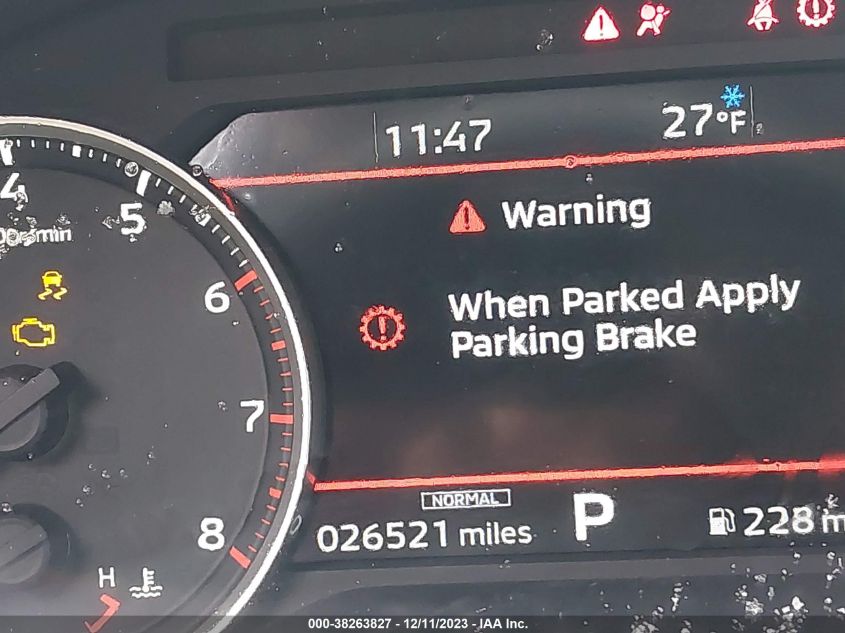 11:47
27°F
Warning
When Parked Apply
Parking Brake
4
5
6
7
8
H
NORMAL
026521 miles
P
228
000-38263827 - 12/11/2023 - IAA Inc.